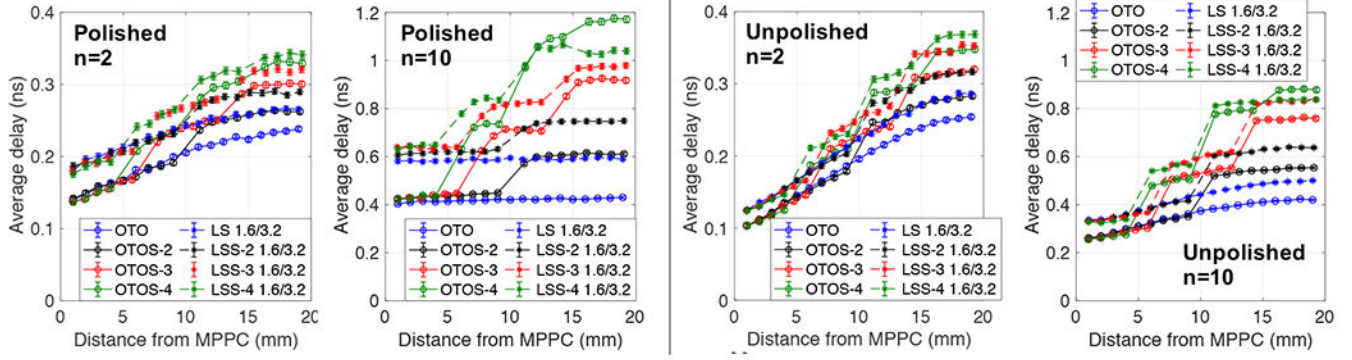 0.4
0.3
0.2
0.1
0
Average delay (ns)
Polished
n=2
OTO
OTOS-2
OTOS-3
OTOS-4
LS 1.6/3.2
LSS-2 1.6/3.2
LSS-3 1.6/3.2
LSS-4 1.6/3.2
0 5 10 15 20
Distance from MPPC (mm)
1.2
1
0.8
0.6
0.4
0.2
0
Average delay (ns)
Polished
n=10
OTO
OTOS-2
OTOS-3
OTOS-4
LS 1.6/3.2
LSS-2 1.6/3.2
LSS-3 1.6/3.2
LSS-4 1.6/3.2
0 5 10 15 20
Distance from MPPC (mm)
0.4
0.3
0.2
0.1
0
Average delay (ns)
Unpolished
n=2
OTO
OTOS-2
OTOS-3
OTOS-4
LS 1.6/3.2
LSS-2 1.6/3.2
LSS-3 1.6/3.2
LSS-4 1.6/3.2
0 5 10 15 20
Distance from MPPC (mm)
OTO
OTOS-2
OTOS-3
OTOS-4
LS 1.6/3.2
LSS-2 1.6/3.2
LSS-3 1.6/3.2
LSS-4 1.6/3.2
1
0.8
0.6
0.4
0.2
0
Average delay (ns)
Unpolished
n=10
0 5 10 15 20
Distance from MPPC (mm)